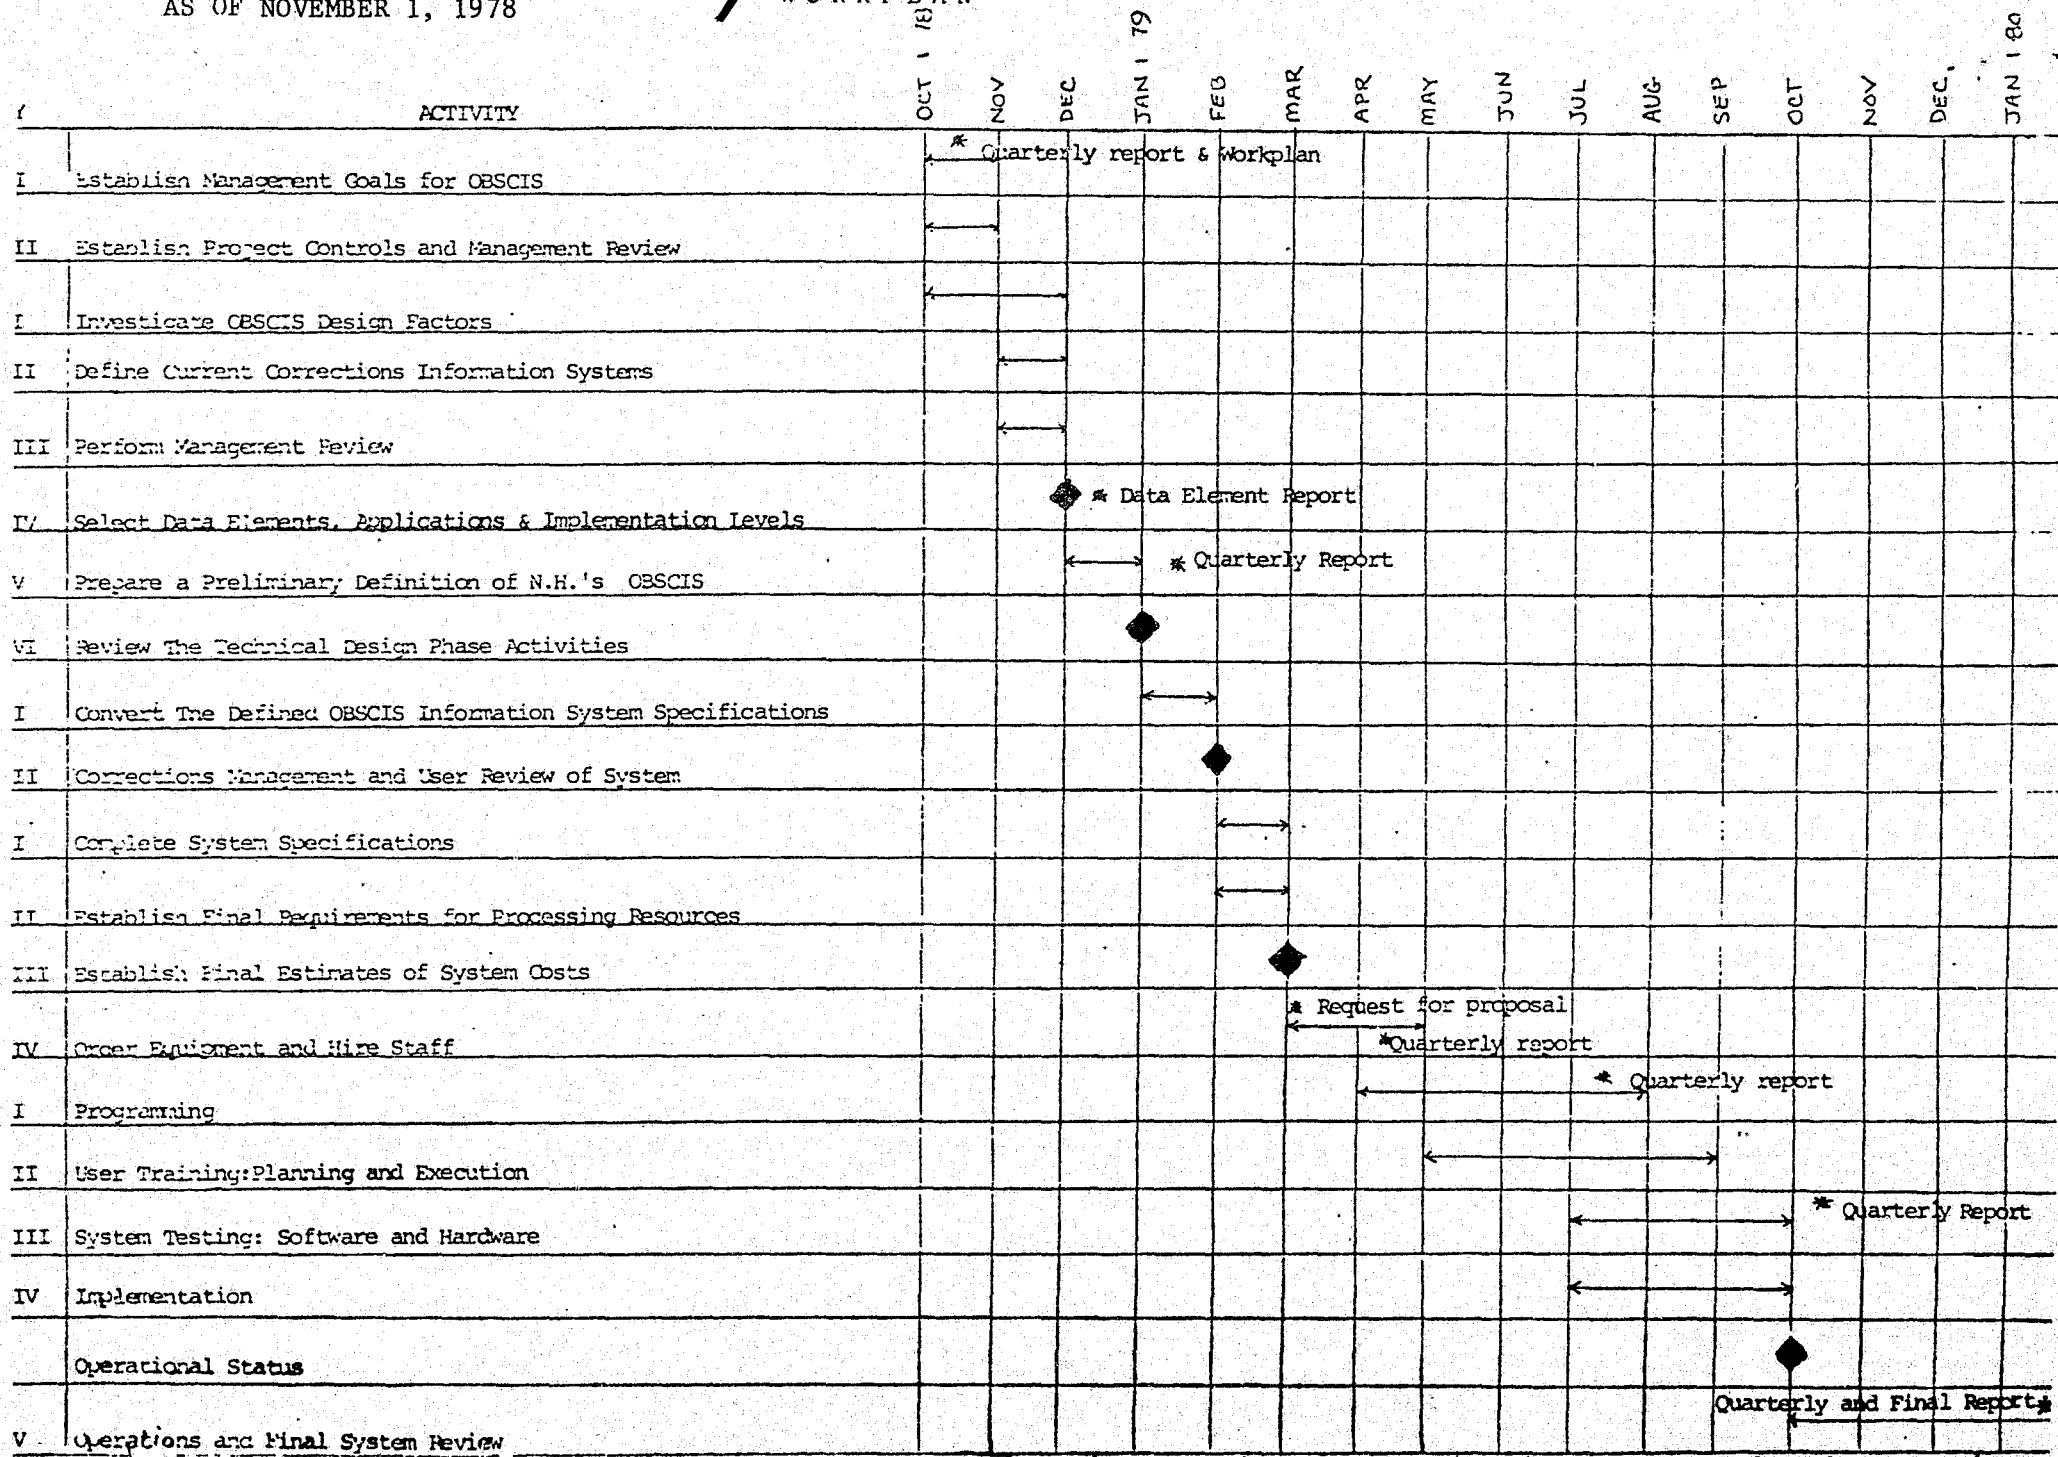 AS OF NOVEMBER 1, 1978
ACTIVITY OCT 1 NOV DEC JAN 1 79 FEB MAR APR MAY JUN JUL AUG SEP OCT NOV DEC. JAN 1 80
* Quarterly report & Workplan
I Establish Management Goals for OBSCIS
II Establish Project Controls and Management Review
I Investigate OBSCIS Design Factors
II Define Current Corrections Information Systems
III Perform Management Review
* Data Element Report
IV Select Data Elements, Applications & Implementation Levels
* Quarterly Report
V Prepare a Preliminary Definition of N.H.'s OBSCIS
VI Review The Technical Design Phase Activities
I Convert The Defined OBSCIS Information System Specifications
II Corrections Management and User Review of System
I Complete System Specifications
II Establish Final Requirements for Processing Resources
III Establish Final Estimates of System Costs
* Request for proposal
IV Order Equipment and Hire Staff
*Quarterly report
* Quarterly report
I Programming
II User Training:Planning and Execution
* Quarterly Report
III System Testing: Software and Hardware
IV Implementation
Operational Status
Quarterly and Final Report*
V Operations and Final System Review